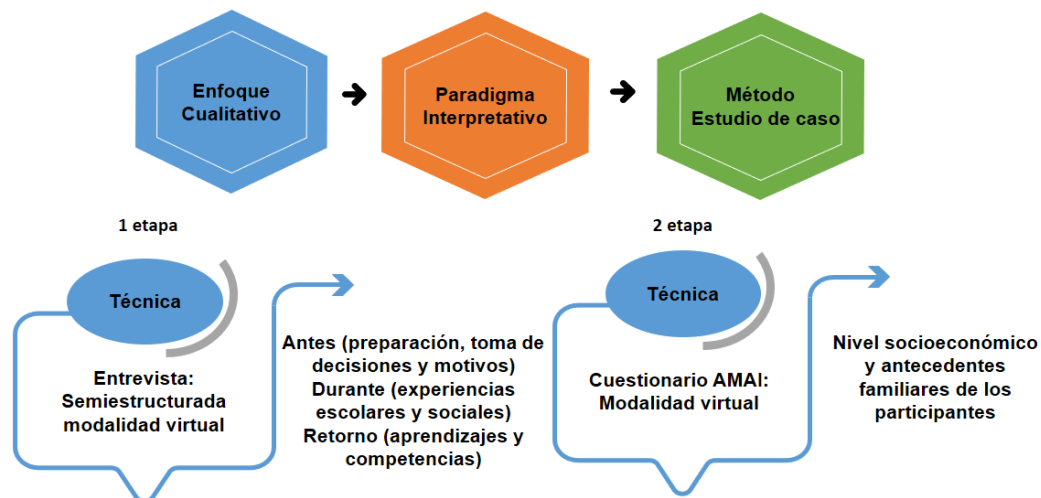 Enfoque
Cualitativo
Paradigma
Interpretativo
Método
Estudio de caso
1 etapa
Técnica
Entrevista:
Semiestructurada
modalidad virtual
Antes (preparación, toma de
decisiones y motivos)
Durante (experiencias
escolares y sociales)
Retorno (aprendizajes y
competencias)
2 etapa
Técnica
Cuestionario AMAI:
Modalidad virtual
Nivel socioeconómico
y antecedentes
familiares de los
participantes